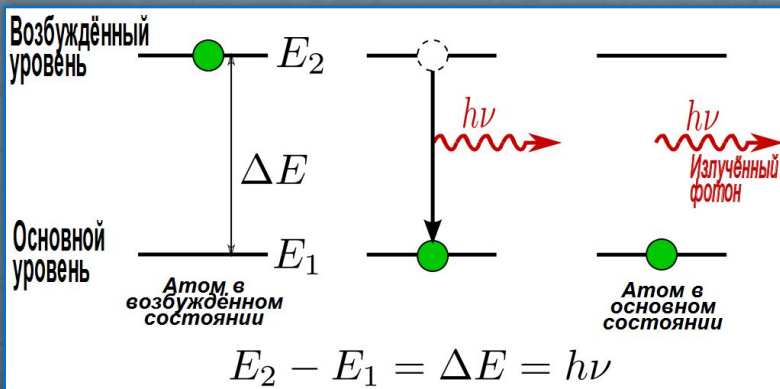 Возбуждённый
уровень
E₂
hν
hν
ΔE
Излучённый
фотон
Основной
уровень
E₁
Атом в
возбуждённом
состоянии
Атом в
основном
состоянии
E₂ − E₁ = ΔE = hν